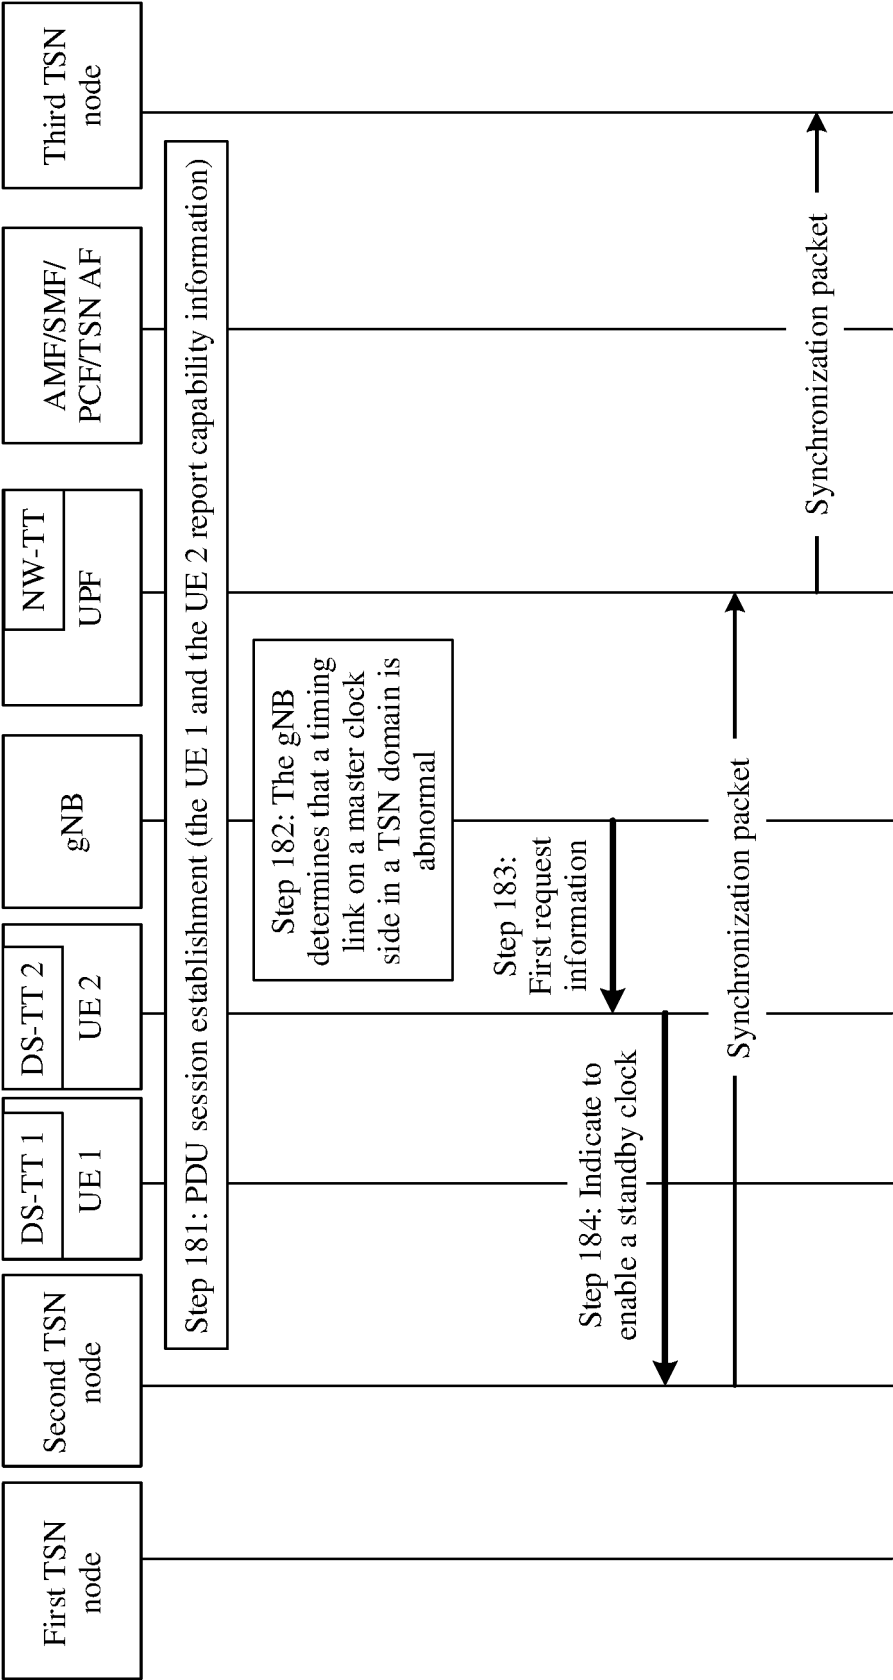 First TSN
node
Second TSN
node
DS-TT 1
UE 1
DS-TT 2
UE 2
gNB
NW-TT
UPF
AMF/SMF/
PCF/TSN AF
Third TSN
node
Step 181: PDU session establishment (the UE 1 and the UE 2 report capability information)
Step 182: The gNB
determines that a timing
link on a master clock
side in a TSN domain is
abnormal
Step 183:
First request
information
Step 184: Indicate to
enable a standby clock
Synchronization packet
Synchronization packet